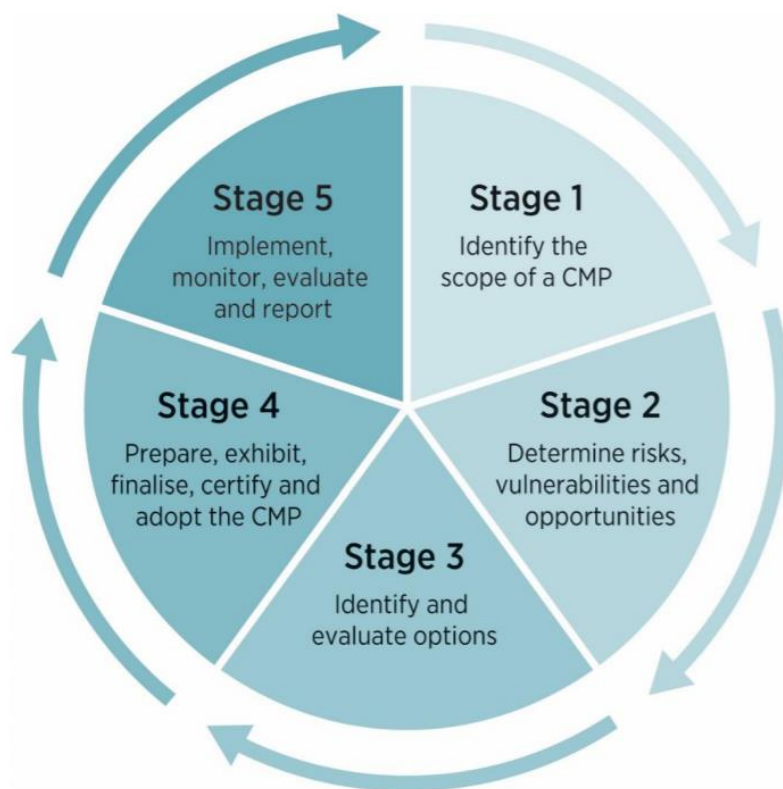 Stage 1
Identify the
scope of a CMP
Stage 2
Determine risks,
vulnerabilities and
opportunities
Stage 3
Identify and
evaluate options
Stage 4
Prepare, exhibit,
finalise, certify and
adopt the CMP
Stage 5
Implement,
monitor, evaluate
and report